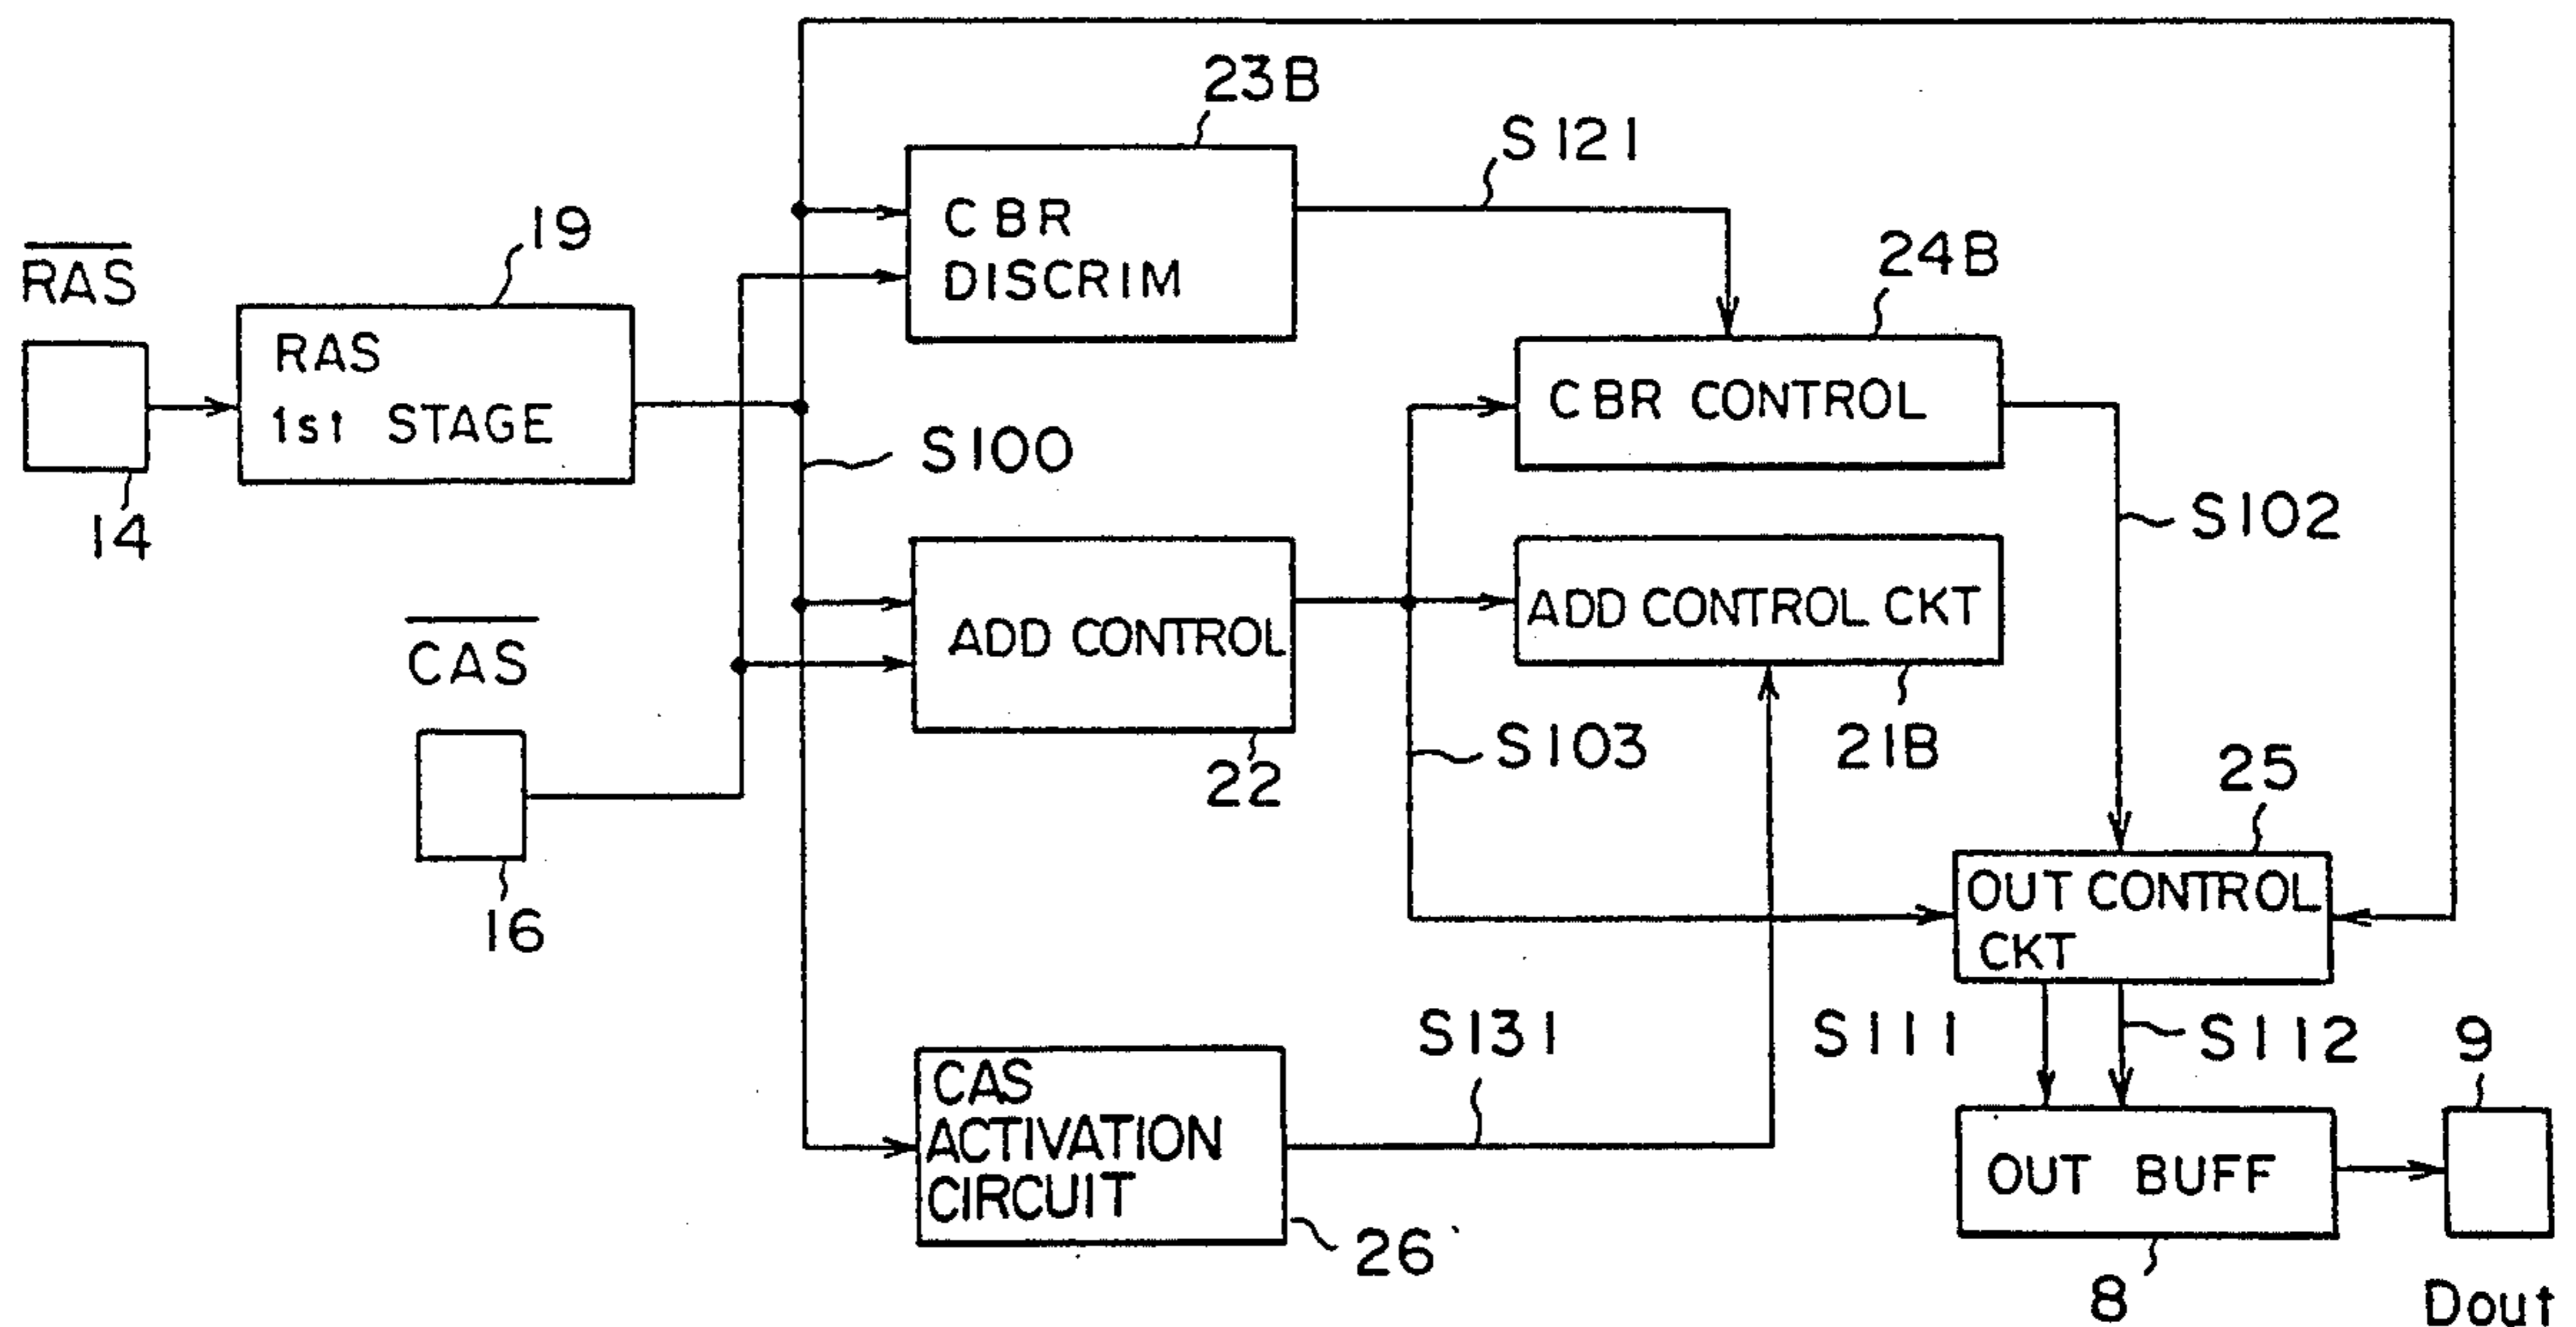 23B
S121
CBR
DISCRIM
19
RAS
24B
RAS
1st STAGE
CBR CONTROL
S100
14
S102
ADD CONTROL
ADD CONTROL CKT
CAS
S103
21B
22
25
16
OUT CONTROL
CKT
S131
S111
S112
9
CAS
ACTIVATION
CIRCUIT
OUT BUFF
26
8
Dout